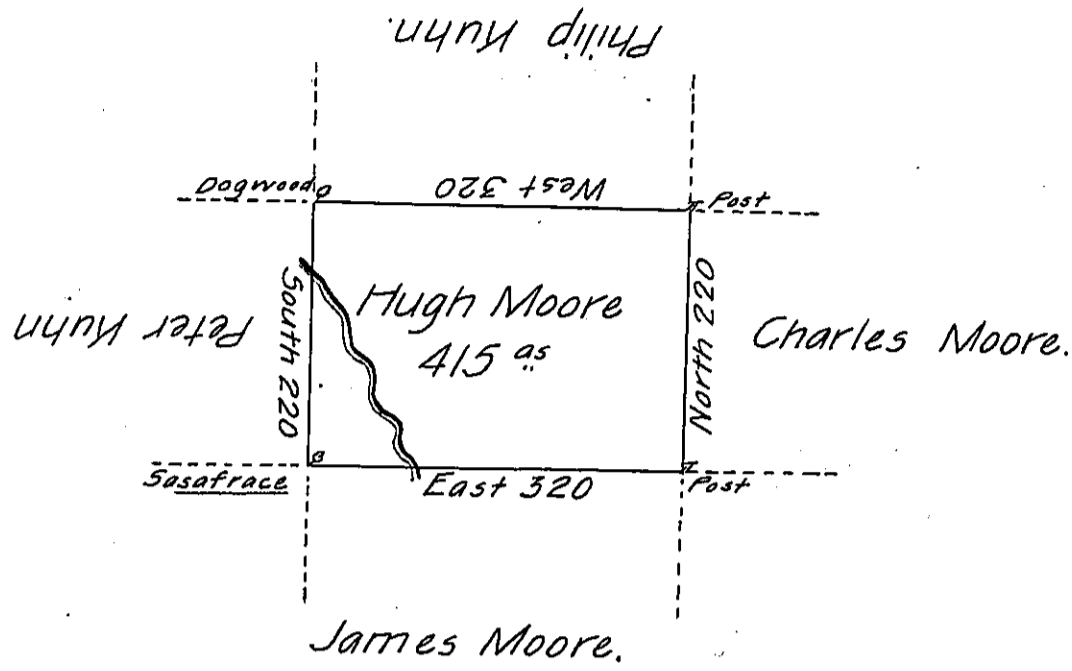 Philip Kuhn.
Dogwood
West 320
Post
Peter Kuhn
South 220
Hugh Moore
415 as
North 220
Charles Moore.
Sasafrace
East 320
Post
James Moore.